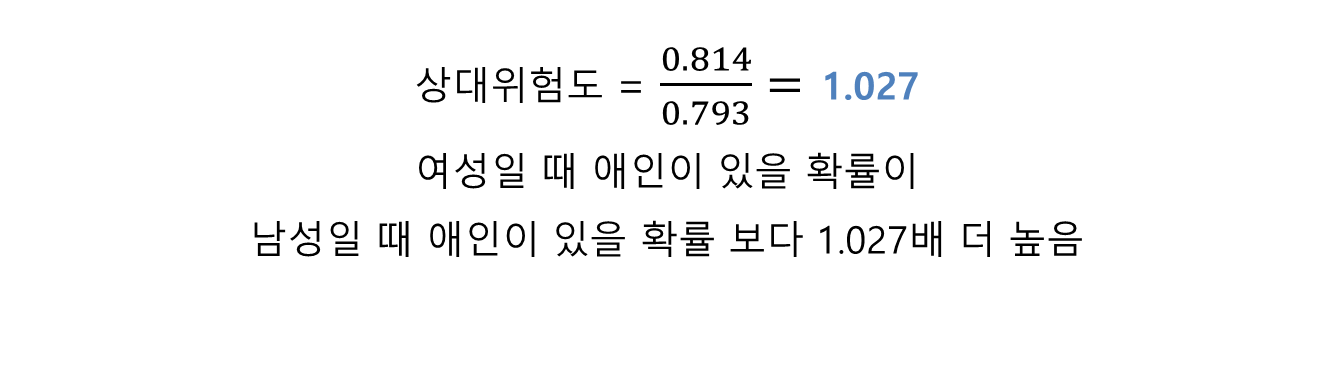 상대위험도 = 0.814/0.793 = 1.027
여성일 때 애인이 있을 확률이
남성일 때 애인이 있을 확률 보다 1.027배 더 높음